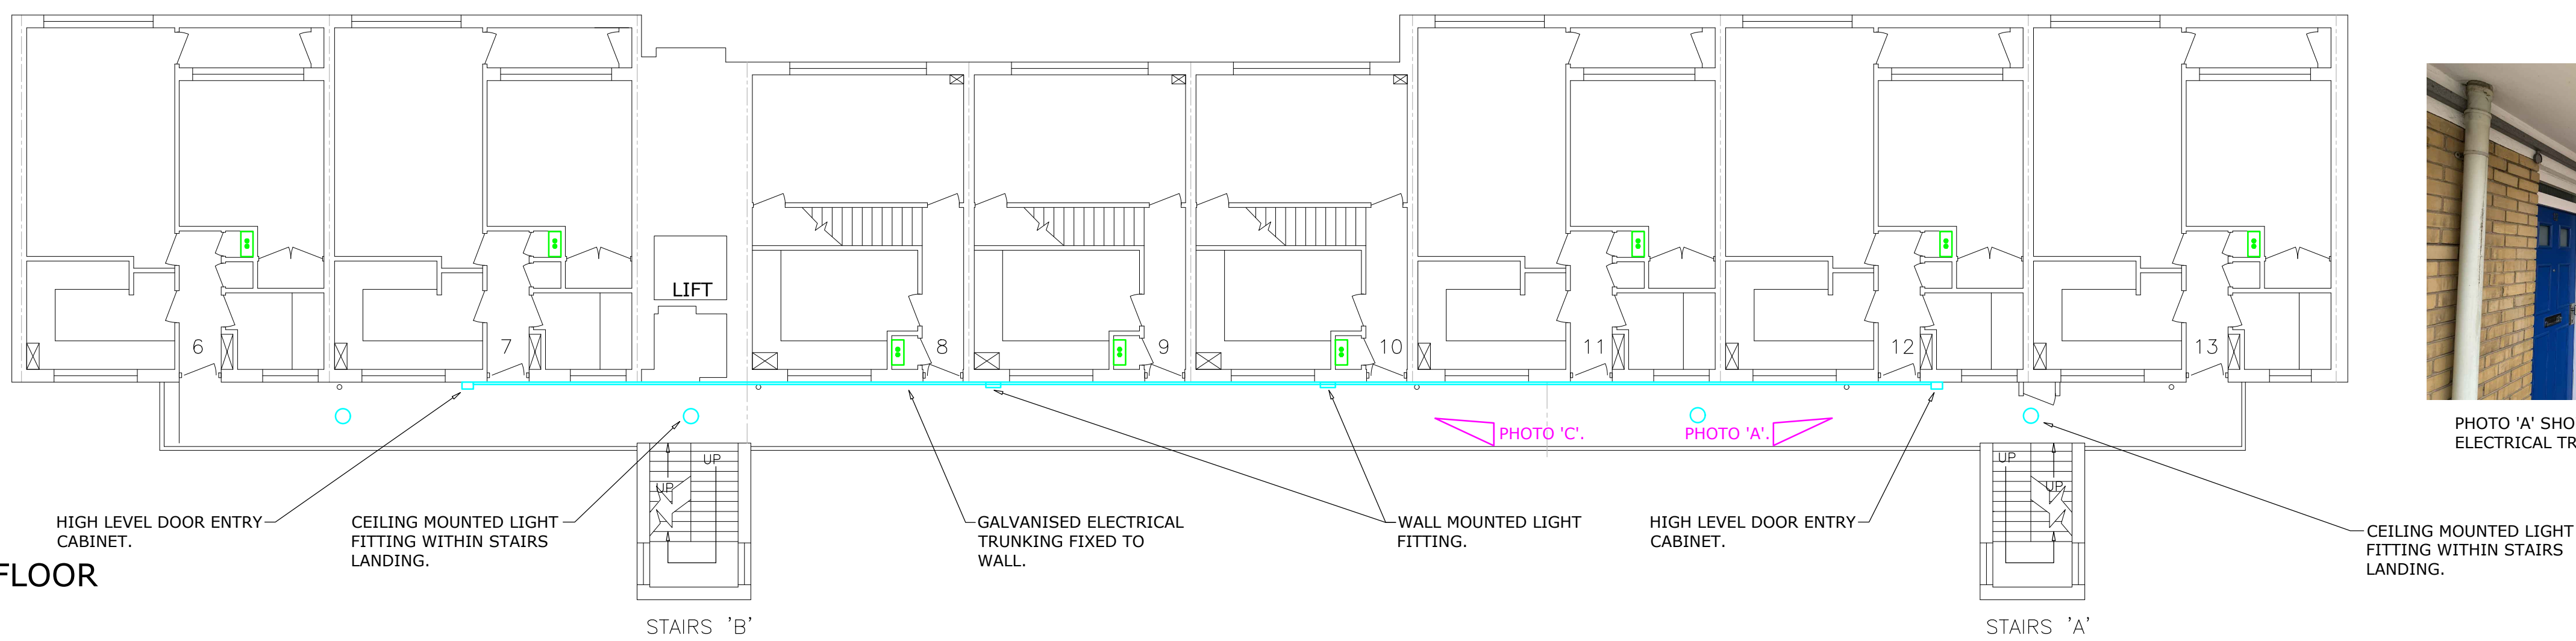 LIFT
6
7
8
9
10
11
12
13
PHOTO 'C'.
PHOTO 'A'.
UP
UP
UP
UP
HIGH LEVEL DOOR ENTRY
CABINET.
CEILING MOUNTED LIGHT
FITTING WITHIN STAIRS
LANDING.
GALVANISED ELECTRICAL
TRUNKING FIXED TO
WALL.
WALL MOUNTED LIGHT
FITTING.
HIGH LEVEL DOOR ENTRY
CABINET.
CEILING MOUNTED LIGHT
FITTING WITHIN STAIRS
LANDING.
PHOTO 'A' SHO
ELECTRICAL TR
FLOOR
STAIRS 'B'
STAIRS 'A'